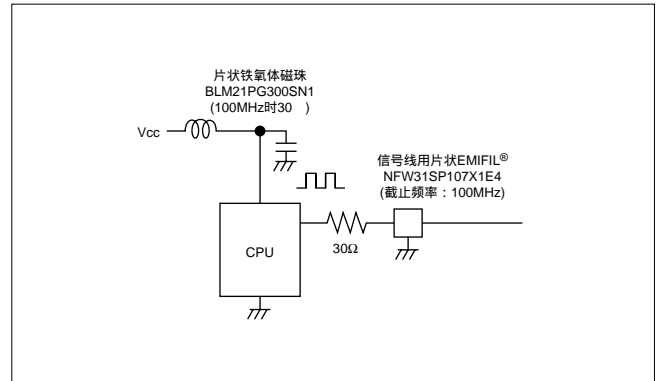 片状铁氧体磁珠
BLM21PG300SN1
(100MHz时30 )
Vcc
信号线用片状EMIFIL®
NFW31SP107X1E4
(截止频率：100MHz)
30Ω
CPU